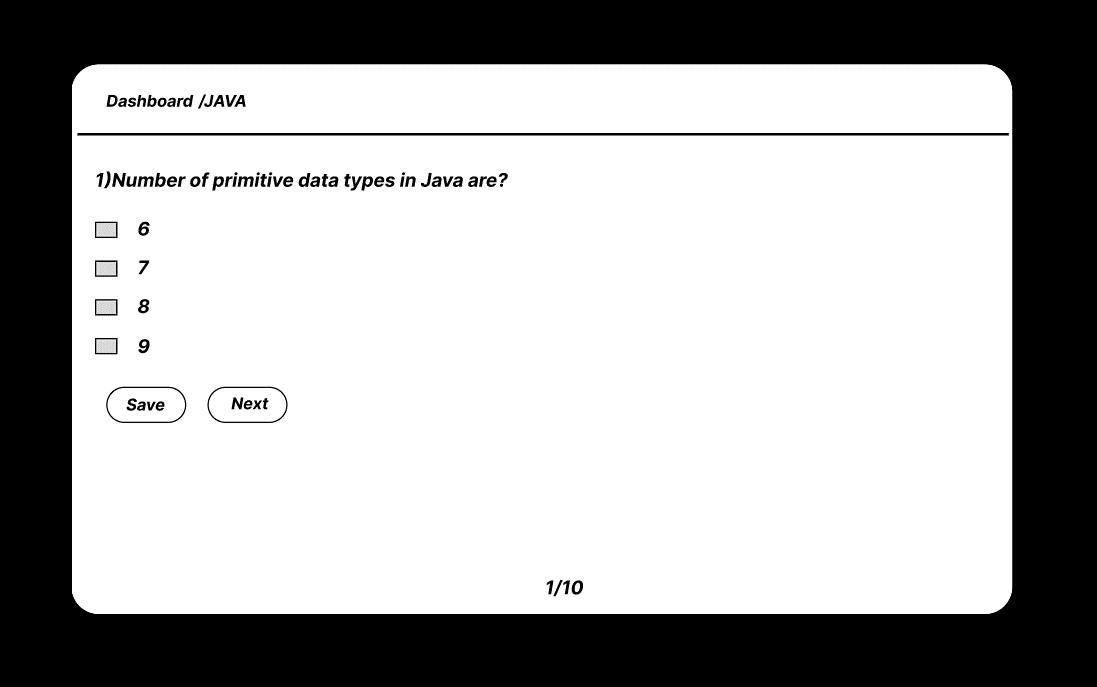 Dashboard /JAVA
1)Number of primitive data types in Java are?
6
7
8
9
Save Next
1/10